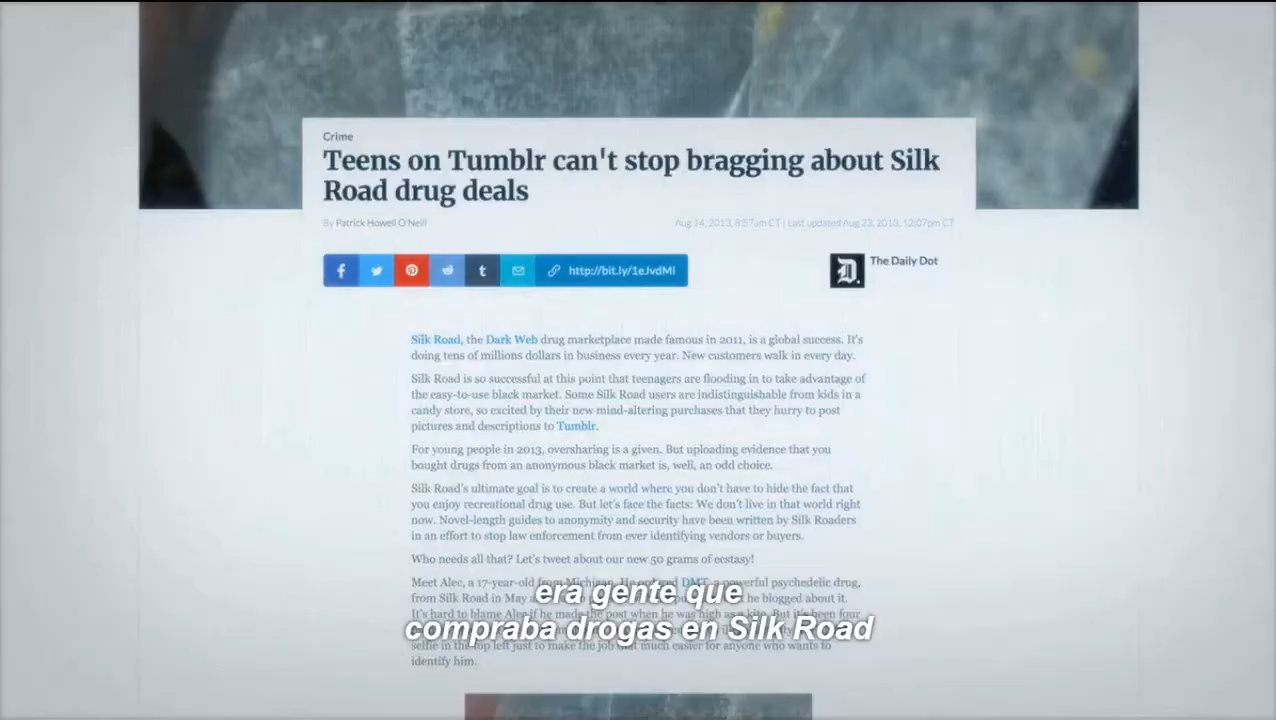 Crime
Teens on Tumblr can't stop bragging about Silk
Road drug deals
By Patrick Howell O'Neill
Aug 14, 2013, 8:57am CT | Last updated Aug 23, 2013, 12:07pm CT
http://bit.ly/1eJvdMl
The Daily Dot
Silk Road, the Dark Web drug marketplace made famous in 2011, is a global success. It's
doing tens of millions dollars in business every year. New customers walk in every day.
Silk Road is so successful at this point that teenagers are flooding in to take advantage of
the easy-to-use black market. Some Silk Road users are indistinguishable from kids in a
candy store, so excited by their new mind-altering purchases that they hurry to post
pictures and descriptions to Tumblr.
For young people in 2013, oversharing is a given. But uploading evidence that you
bought drugs from an anonymous black market is, well, an odd choice.
Silk Road's ultimate goal is to create a world where you don't have to hide the fact that
you enjoy recreational drug use. But let's face the facts: We don't live in that world right
now. Novel-length guides to anonymity and security have been written by Silk Roaders
in an effort to stop law enforcement from ever identifying vendors or buyers.
Who needs all that? Let's tweet about our new 50 grams of ecstasy!
Meet Alec, a 17-year-old from Michigan. He DMT, a powerful psychedelic drug,
from Silk Road in May he blogged about it.
It's hard to blame Alec if he made the post when he was high as a kite. But it's been four
selfie in the top left just to make the job that much easier for anyone who wants to
identify him.
era gente que
compraba drogas en Silk Road